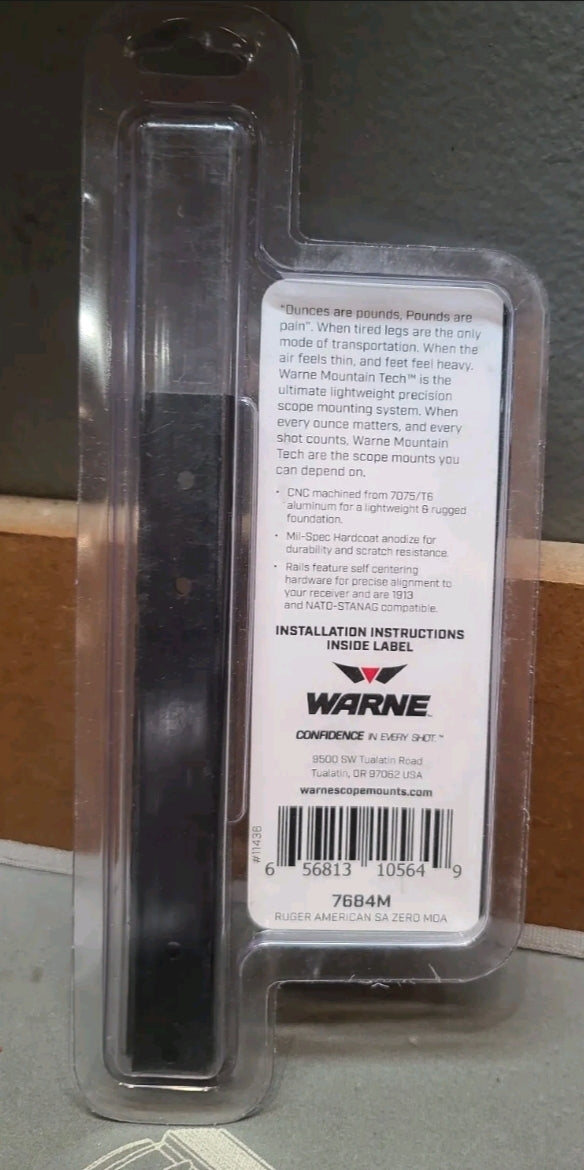 "Ounces are pounds, Pounds are
pain". When tired legs are the only
mode of transportation. When the
air feels thin, and feet feel heavy.
Warne Mountain Tech™ is the
ultimate lightweight precision
scope mounting system. When
every ounce matters, and every
shot counts, Warne Mountain
Tech are the scope mounts you
can depend on.
· CNC machined from 7075/T6
aluminum for a lightweight & rugged
foundation.
· Mil-Spec Hardcoat anodize for
durability and scratch resistance.
· Rails feature self centering
hardware for precise alignment to
your receiver and are 1913
and NATO-STANAG compatible.
INSTALLATION INSTRUCTIONS
INSIDE LABEL
WARNE™
CONFIDENCE IN EVERY SHOT.™
9500 SW Tualatin Road
Tualatin, OR 97062 USA
warnescopemounts.com
#11436
6 56813 10564 9
7684M
RUGER AMERICAN SA ZERO MOA